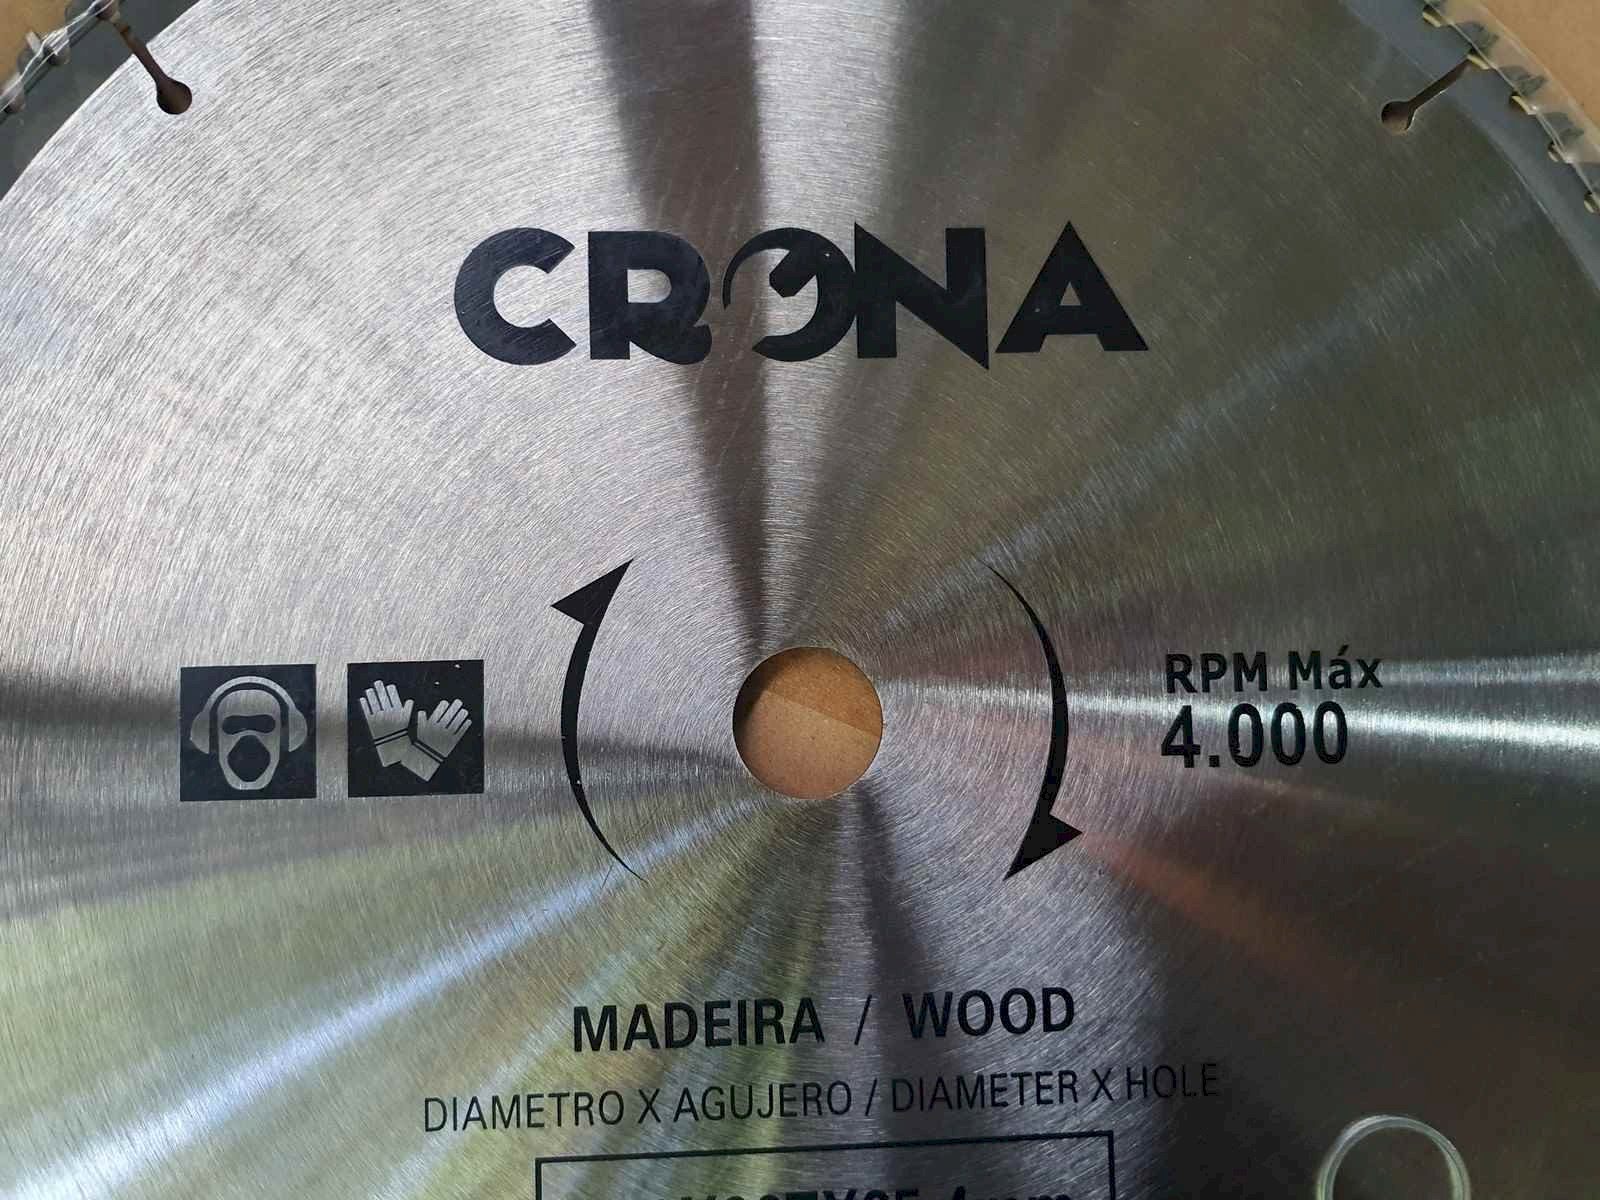 CRONA
RPM Máx
4.000
MADEIRA / WOOD
DIAMETRO X AGUJERO / DIAMETER X HOLE